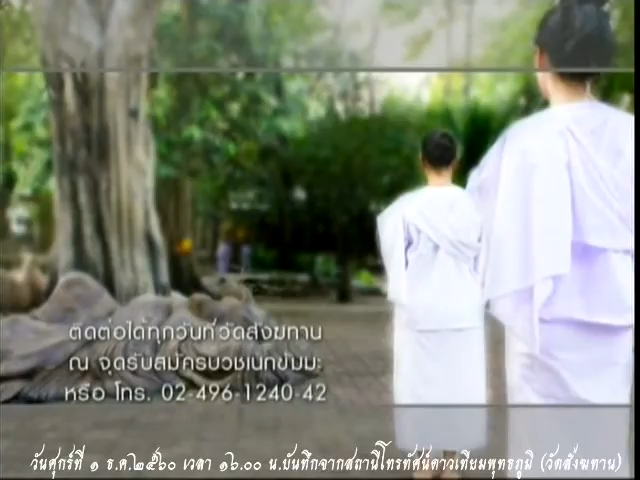 ติดต่อได้ทุกวันที่วัดสังฆทาน
ณ จุดรับสมัครบวชเนกขัมมะ
หรือ โทร. 02-496-1240-42
วันศุกร์ที่ ๑ ธ.ค.๒๕๖๐ เวลา ๑๖.๐๐ น.บันทึกจากสถานีโทรทัศน์ดาวเทียมพุทธภูมิ (วัดสังฆทาน)